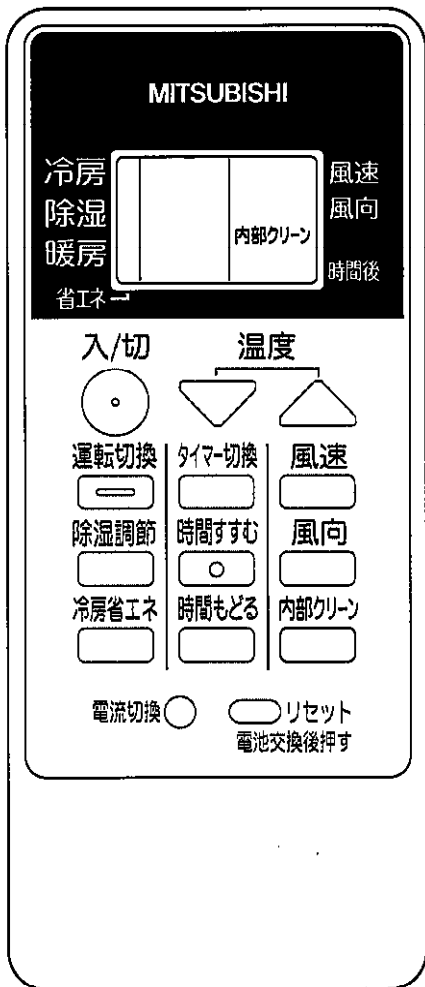 MITSUBISHI
冷房
風速
除湿
風向
内部クリーン
暖房
時間後
省エネ
入/切
温度
運転切換
タイマー切換
風速
除湿調節
時間すすむ
風向
冷房省エネ
時間もどる
内部クリーン
電流切換
リセット
電池交換後押す